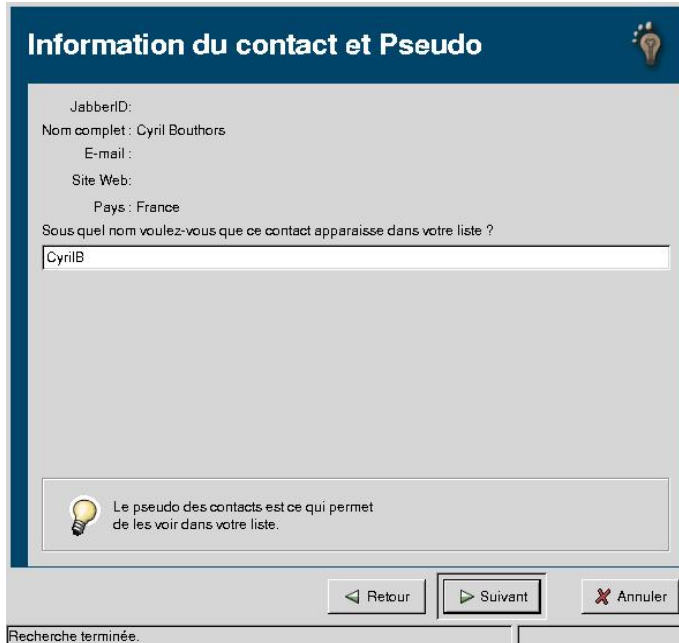 Information du contact et Pseudo
JabberID:
Nom complet : Cyril Bouthors
E-mail :
Site Web:
Pays : France
Sous quel nom voulez-vous que ce contact apparaisse dans votre liste ?
CyrilB
Le pseudo des contacts est ce qui permet
de les voir dans votre liste.
Retour
Suivant
Annuler
Recherche terminée.